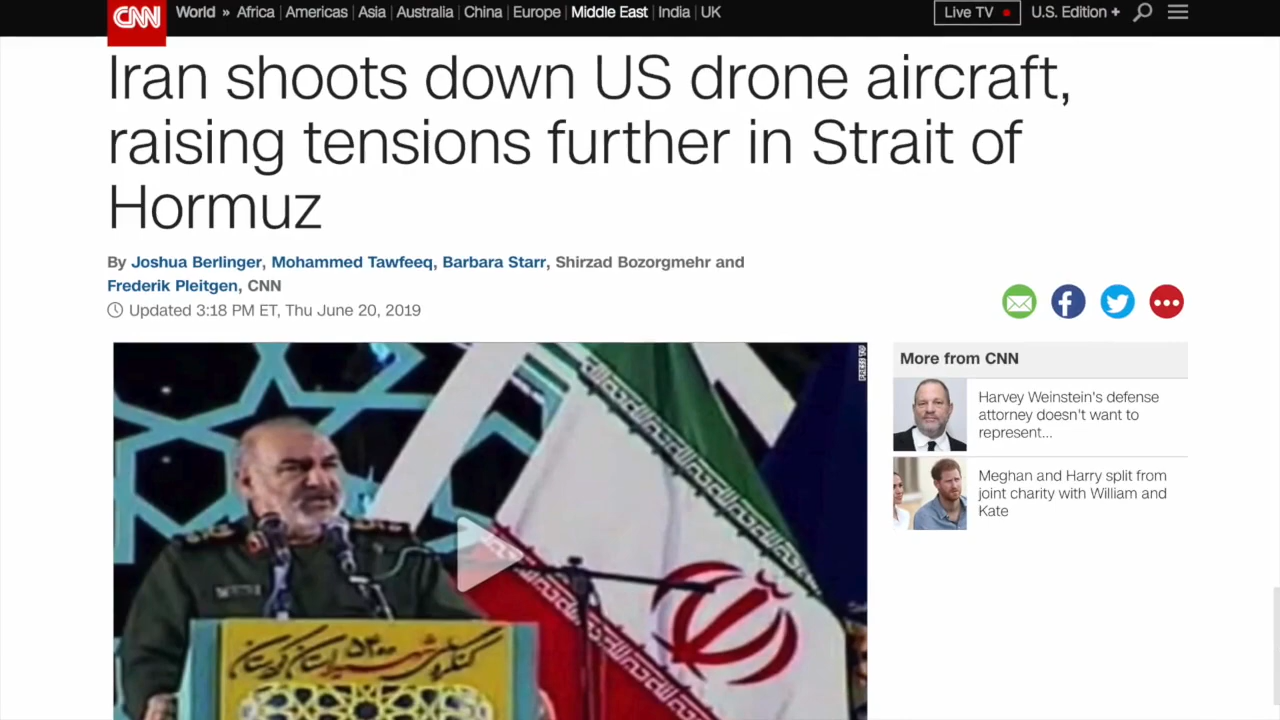 CNN
World » Africa | Americas | Asia | Australia | China | Europe | Middle East | India | UK
Live TV
U.S. Edition +
Iran shoots down US drone aircraft,
raising tensions further in Strait of
Hormuz
By Joshua Berlinger, Mohammed Tawfeeq, Barbara Starr, Shirzad Bozorgmehr and
Frederik Pleitgen, CNN
Updated 3:18 PM ET, Thu June 20, 2019
PRESS TV
More from CNN
Harvey Weinstein's defense
attorney doesn't want to
represent...
Meghan and Harry split from
joint charity with William and
Kate